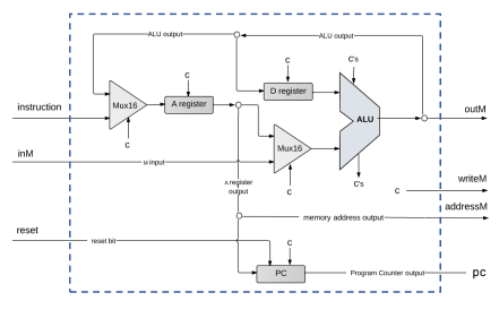 ALU output
ALU output
C
C
C's
instruction
Mux16
A register
D register
ALU
outM
C
Mux16
inM
M input
C's
A register
output
C
C
writeM
memory address output
addressM
reset
reset bit
C
PC
Program Counter output
pc